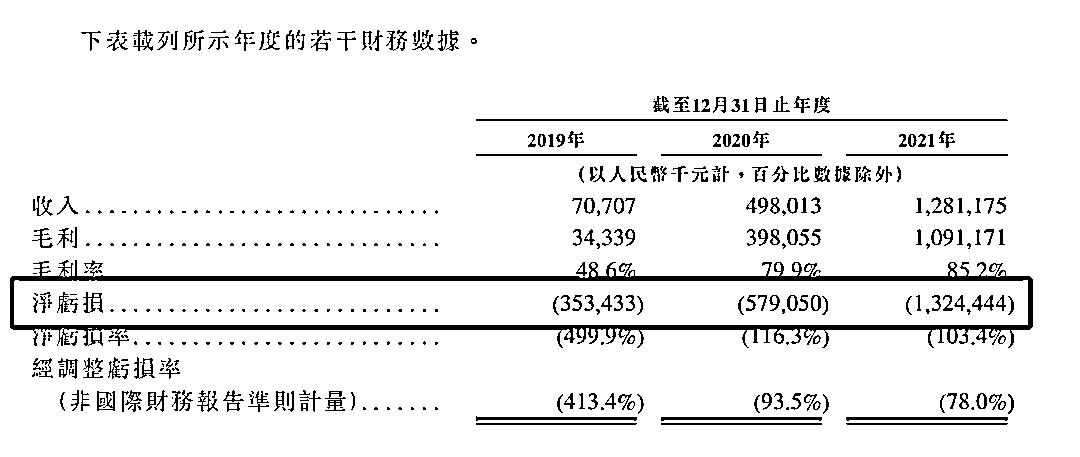 下表載列所示年度的若干財務數據。
截至12月31日止年度
2019年 2020年 2021年
(以人民幣千元計，百分比數據除外)
收入.............................. 70,707 498,013 1,281,175
毛利.............................. 34,339 398,055 1,091,171
毛利率 48.6% 79.9% 85.2%
淨虧損............................ (353,433) (579,050) (1,324,444)
淨虧損率.......................... (499.9%) (116.3%) (103.4%)
經調整虧損率
(非國際財務報告準則計量)....... (413.4%) (93.5%) (78.0%)